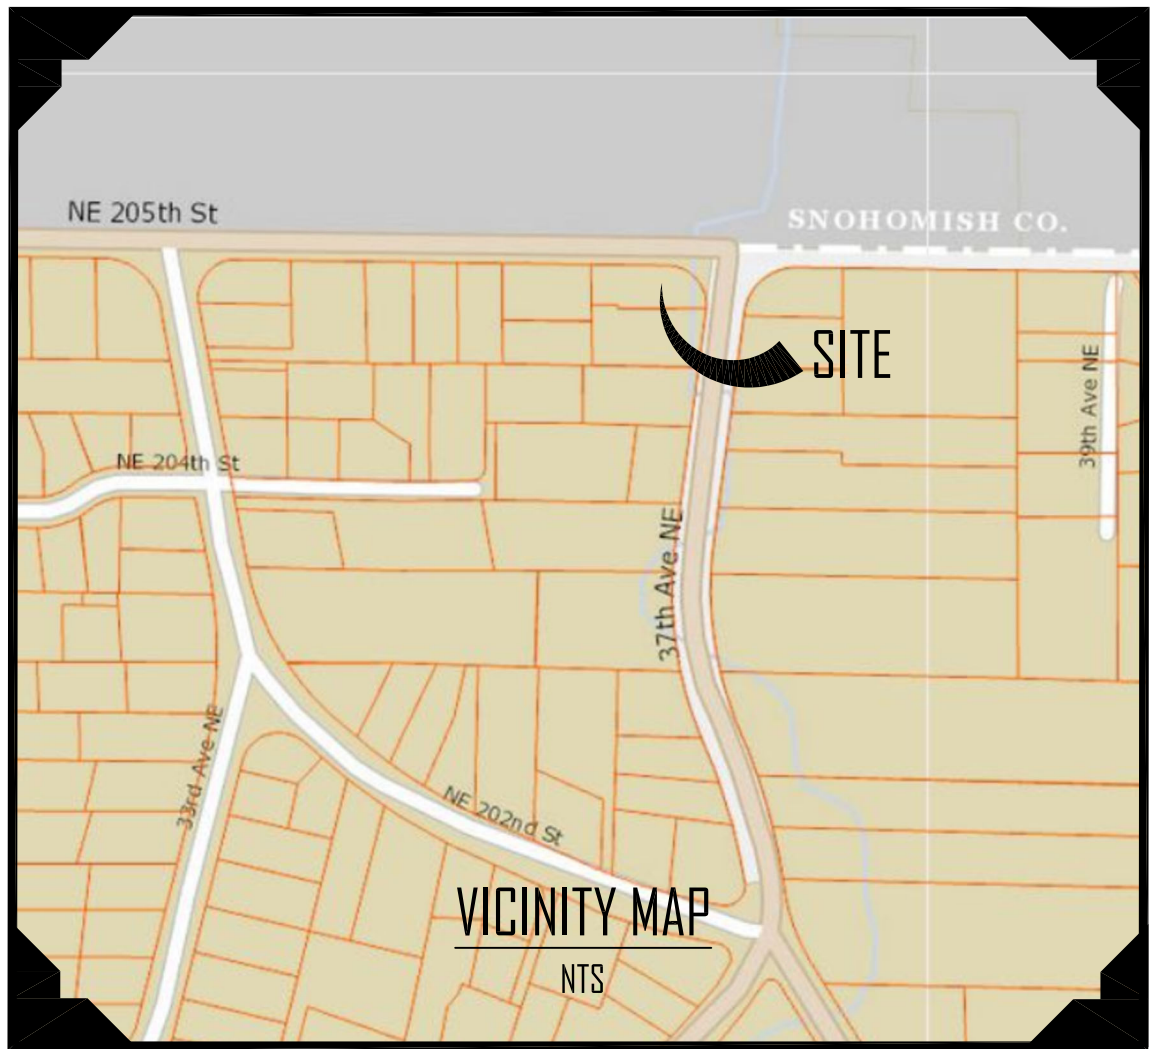 NE 205th St
SNOHOMISH CO.
SITE
39th Ave NE
NE 204th St
37th Ave NE
33rd Ave NE
NE 202nd St
VICINITY MAP
NTS